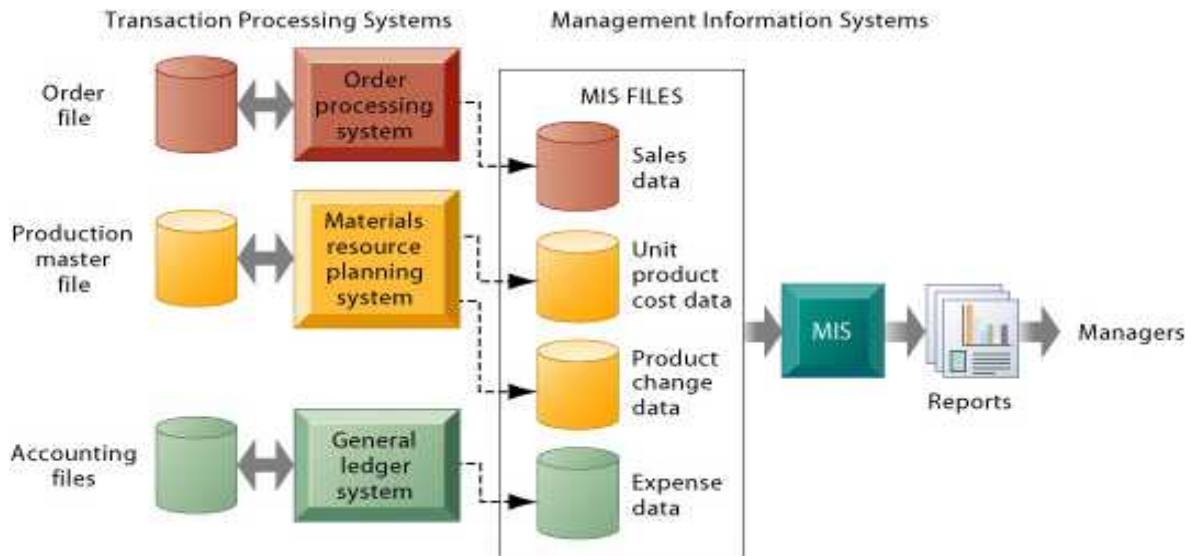 Transaction Processing Systems
Management Information Systems
Order
file
Order
processing
system
MIS FILES
Sales
data
Production
master
file
Materials
resource
planning
system
Unit
product
cost data
MIS
Managers
Product
change
data
Reports
Accounting
files
General
ledger
system
Expense
data